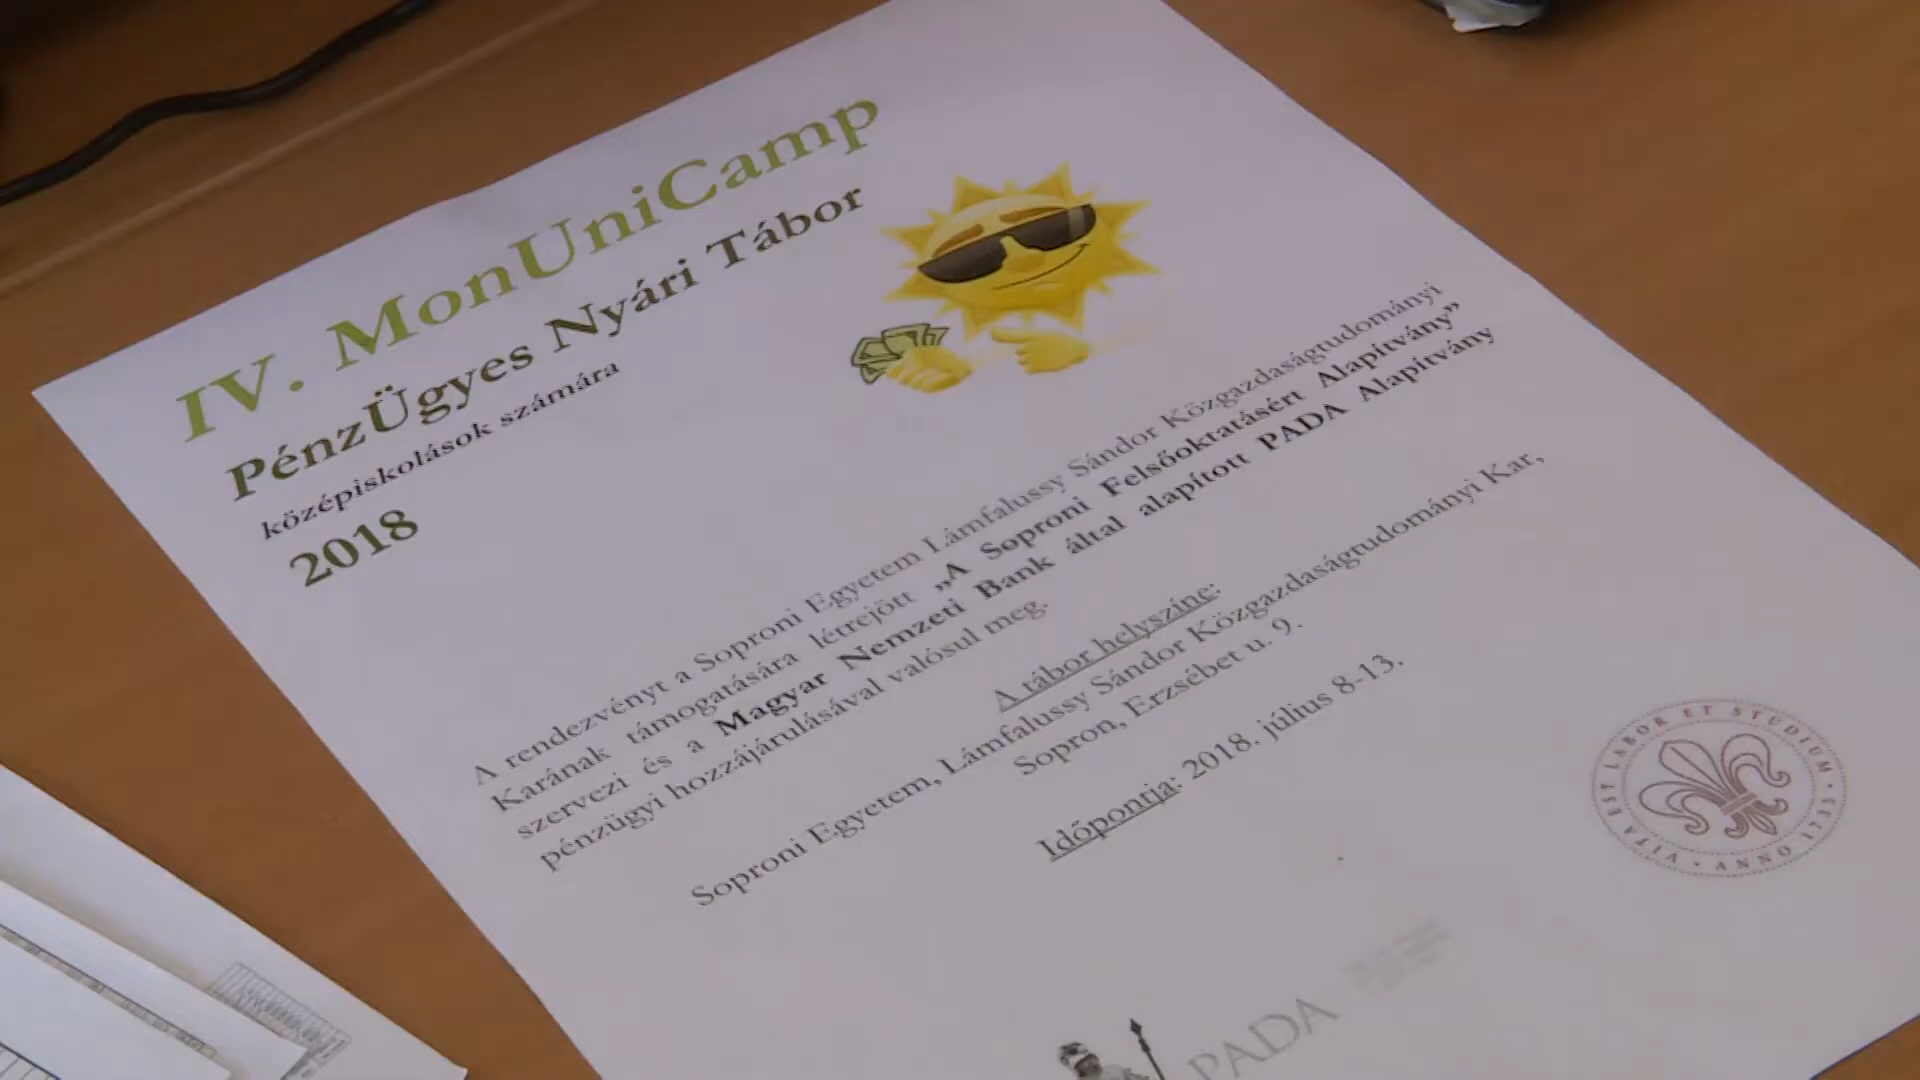 IV. MonUniCamp
PénzÜgyes Nyári Tábor
középiskolások számára
2018
A rendezvényt a Soproni Egyetem Lámfalussy Sándor Közgazdaságtudományi
Karának támogatására létrejött „A Soproni Felsőoktatásért Alapítvány”
szervezi és a Magyar Nemzeti Bank által alapított PADA Alapítvány
pénzügyi hozzájárulásával valósul meg.
A tábor helyszíne:
Soproni Egyetem, Lámfalussy Sándor Közgazdaságtudományi Kar,
Sopron, Erzsébet u. 9.
Időpontja: 2018. július 8-13.
VITA EST LABOR ET STUDIUM • SELI • ANNO
PADA